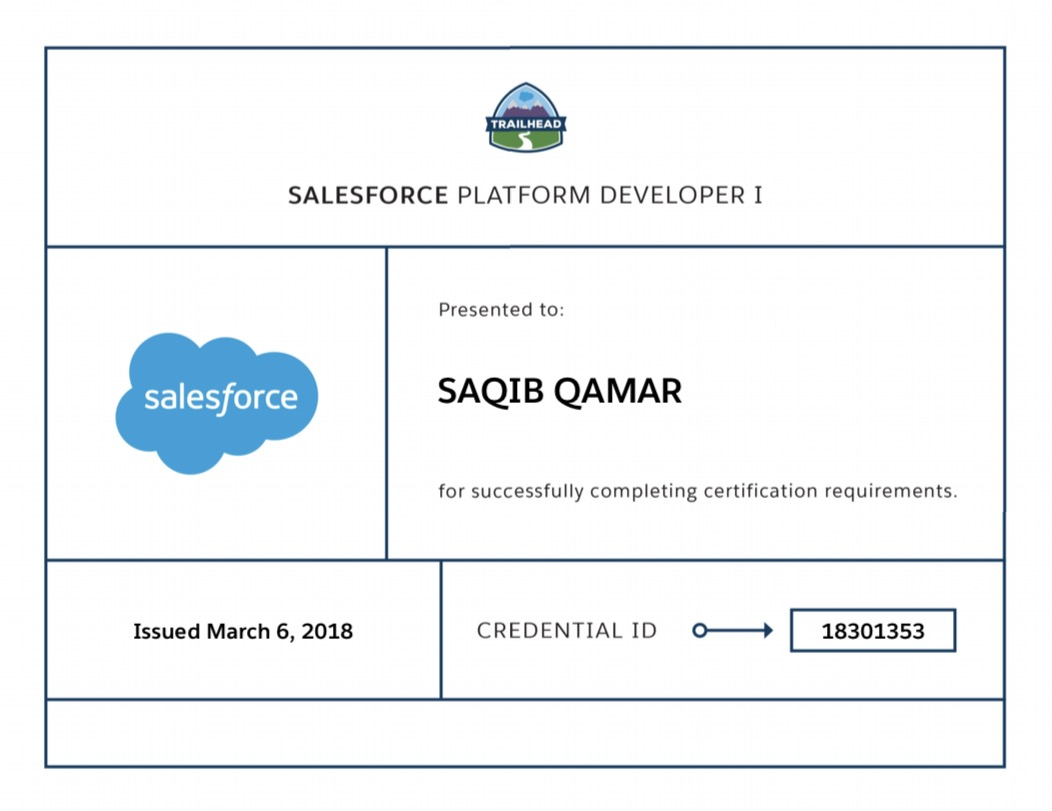 TRAILHEAD
SALESFORCE PLATFORM DEVELOPER I
Presented to:
salesforce
SAQIB QAMAR
for successfully completing certification requirements.
Issued March 6, 2018
CREDENTIAL ID
18301353